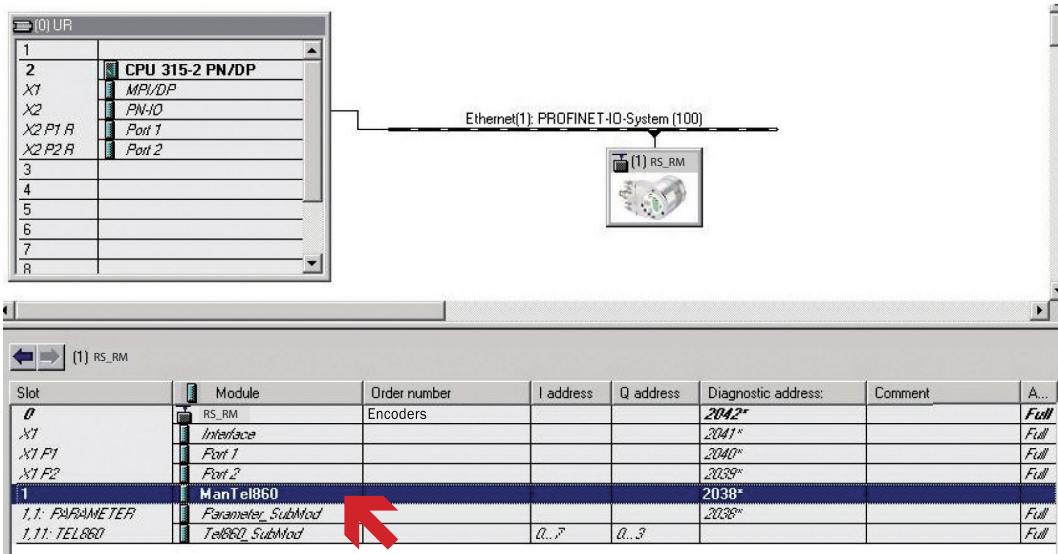 (0) UR
1
2 CPU 315-2 PN/DP
X1 MPI/DP
X2 PN-IO
X2 P1 R Port 1
X2 P2 R Port 2
3
4
5
6
7
8
Ethernet(1): PROFINET-IO-System (100)
(1) RS_RM
(1) RS_RM
Slot Module Order number I address Q address Diagnostic address: Comment A...
0 RS_RM Encoders 2042* Full
X1 Interface 2041* Full
X1 P1 Port 1 2040* Full
X1 P2 Port 2 2039* Full
1 ManTel860 2038*
1,1: PARAMETER Parameter_SubMod 2038* Full
1,11: TEL860 Tel860_SubMod 0...7 0...3 Full